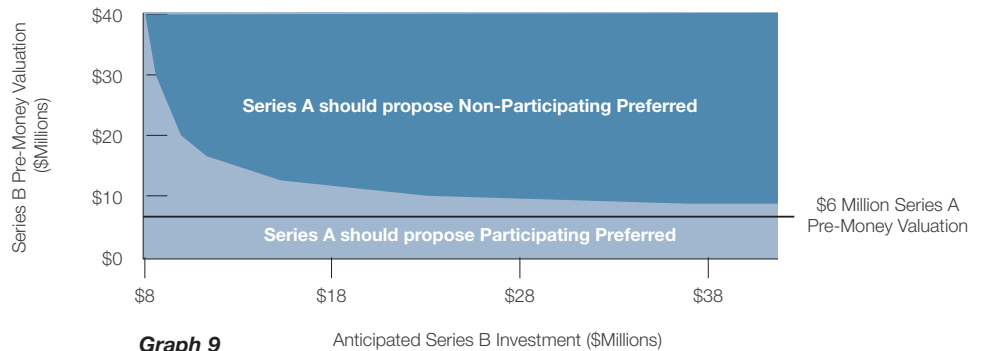 Series B Pre-Money Valuation
($Millions)
$40
$30
$20
$10
$0
Series A should propose Non-Participating Preferred
Series A should propose Participating Preferred
$6 Million Series A
Pre-Money Valuation
$8
$18
$28
$38
Graph 9
Anticipated Series B Investment ($Millions)